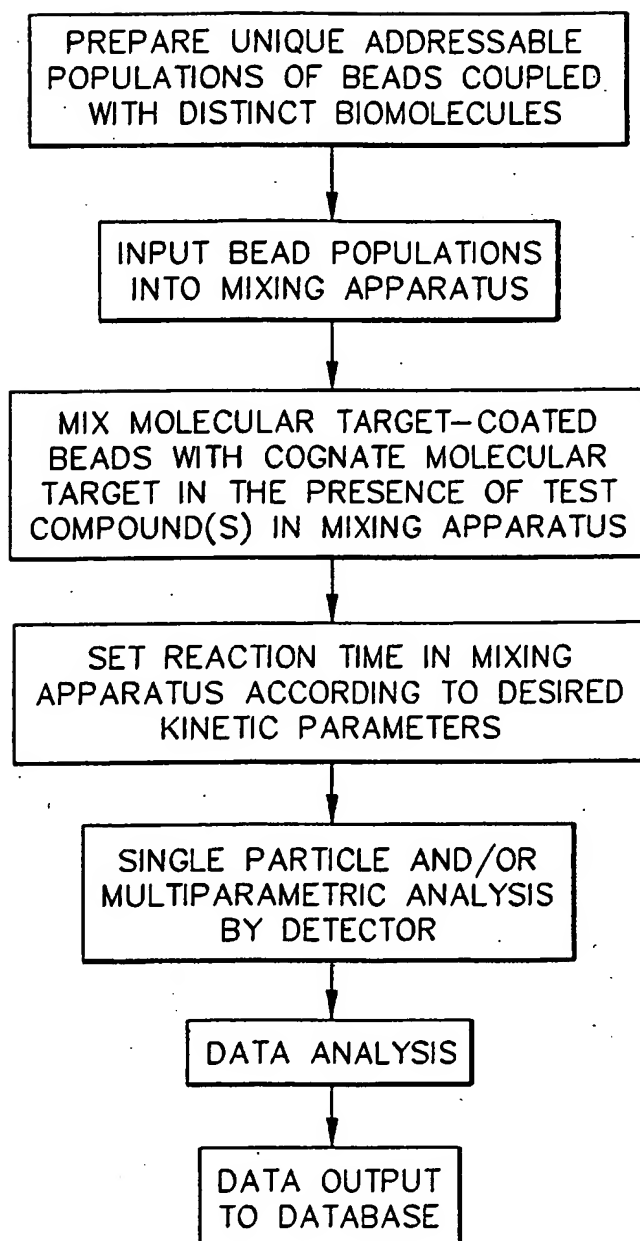 PREPARE UNIQUE ADDRESSABLE
POPULATIONS OF BEADS COUPLED
WITH DISTINCT BIOMOLECULES
INPUT BEAD POPULATIONS
INTO MIXING APPARATUS
MIX MOLECULAR TARGET-COATED
BEADS WITH COGNATE MOLECULAR
TARGET IN THE PRESENCE OF TEST
COMPOUND(S) IN MIXING APPARATUS
SET REACTION TIME IN MIXING
APPARATUS ACCORDING TO DESIRED
KINETIC PARAMETERS
SINGLE PARTICLE AND/OR
MULTIPARAMETRIC ANALYSIS
BY DETECTOR
DATA ANALYSIS
DATA OUTPUT
TO DATABASE